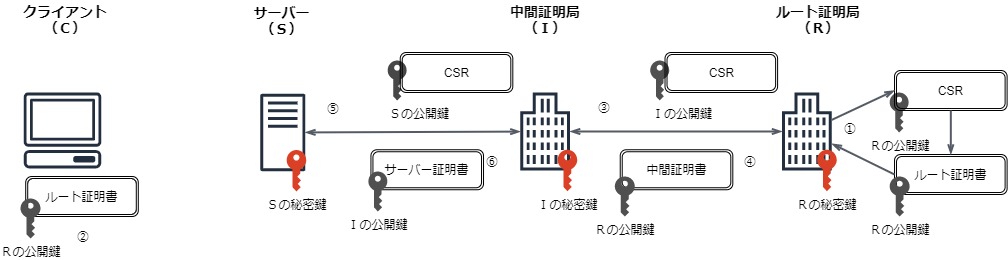 クライアント
（C）
サーバー
（S）
中間証明局
（I）
ルート証明局
（R）
CSR
Sの公開鍵
⑤
CSR
Iの公開鍵
③
CSR
Rの公開鍵
①
ルート証明書
Rの公開鍵
②
Sの秘密鍵
サーバー証明書
Iの公開鍵
⑥
Iの秘密鍵
中間証明書
Rの公開鍵
④
Rの秘密鍵
ルート証明書
Rの公開鍵